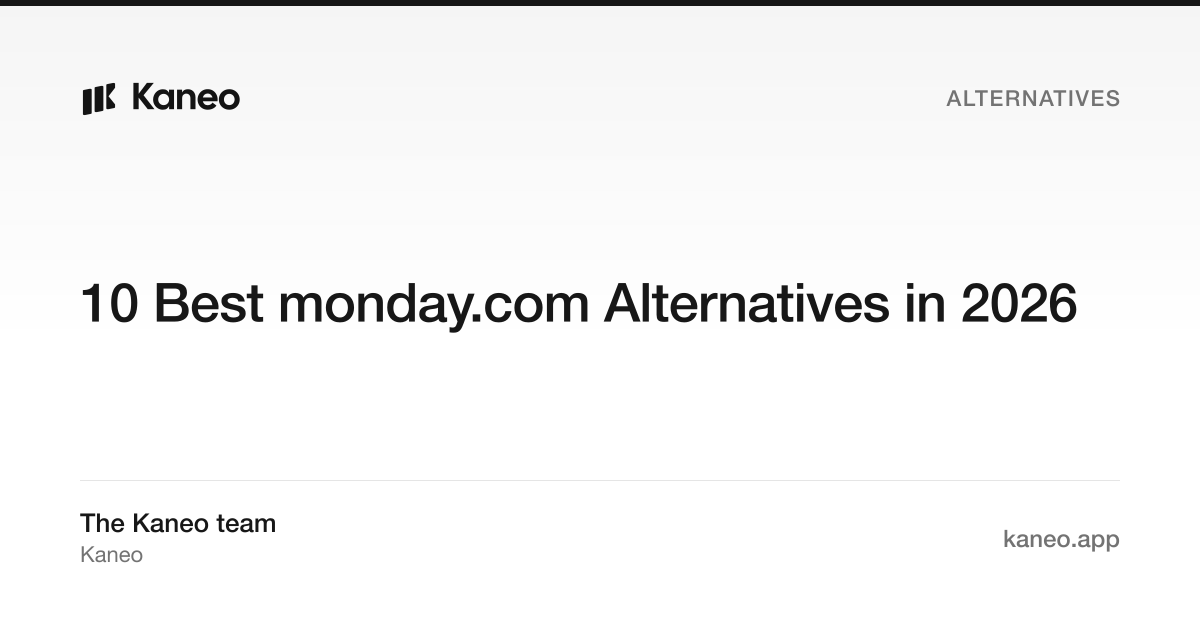 Kaneo
ALTERNATIVES
10 Best monday.com Alternatives in 2026
The Kaneo team
Kaneo
kaneo.app